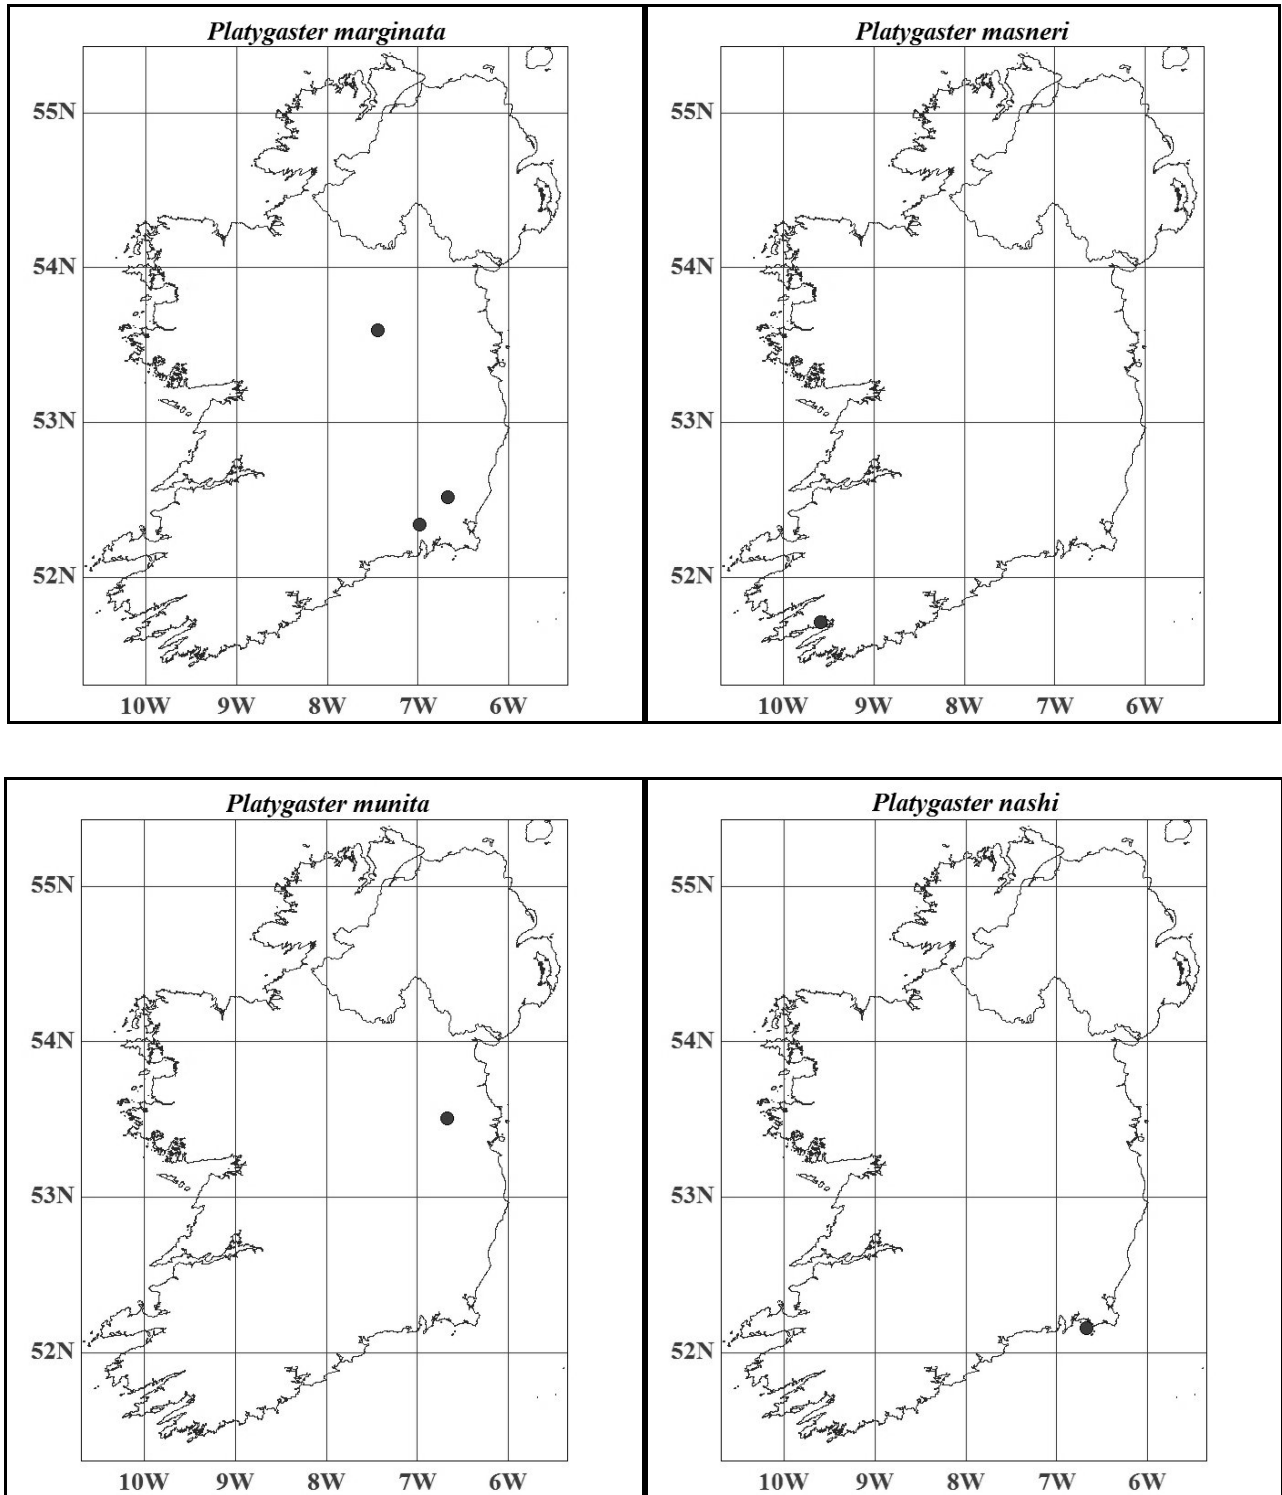 Platygaster marginata
55N
54N
53N
52N
10W 9W 8W 7W 6W
Platygaster masneri
55N
54N
53N
52N
10W 9W 8W 7W 6W
Platygaster munita
55N
54N
53N
52N
10W 9W 8W 7W 6W
Platygaster nashi
55N
54N
53N
52N
10W 9W 8W 7W 6W